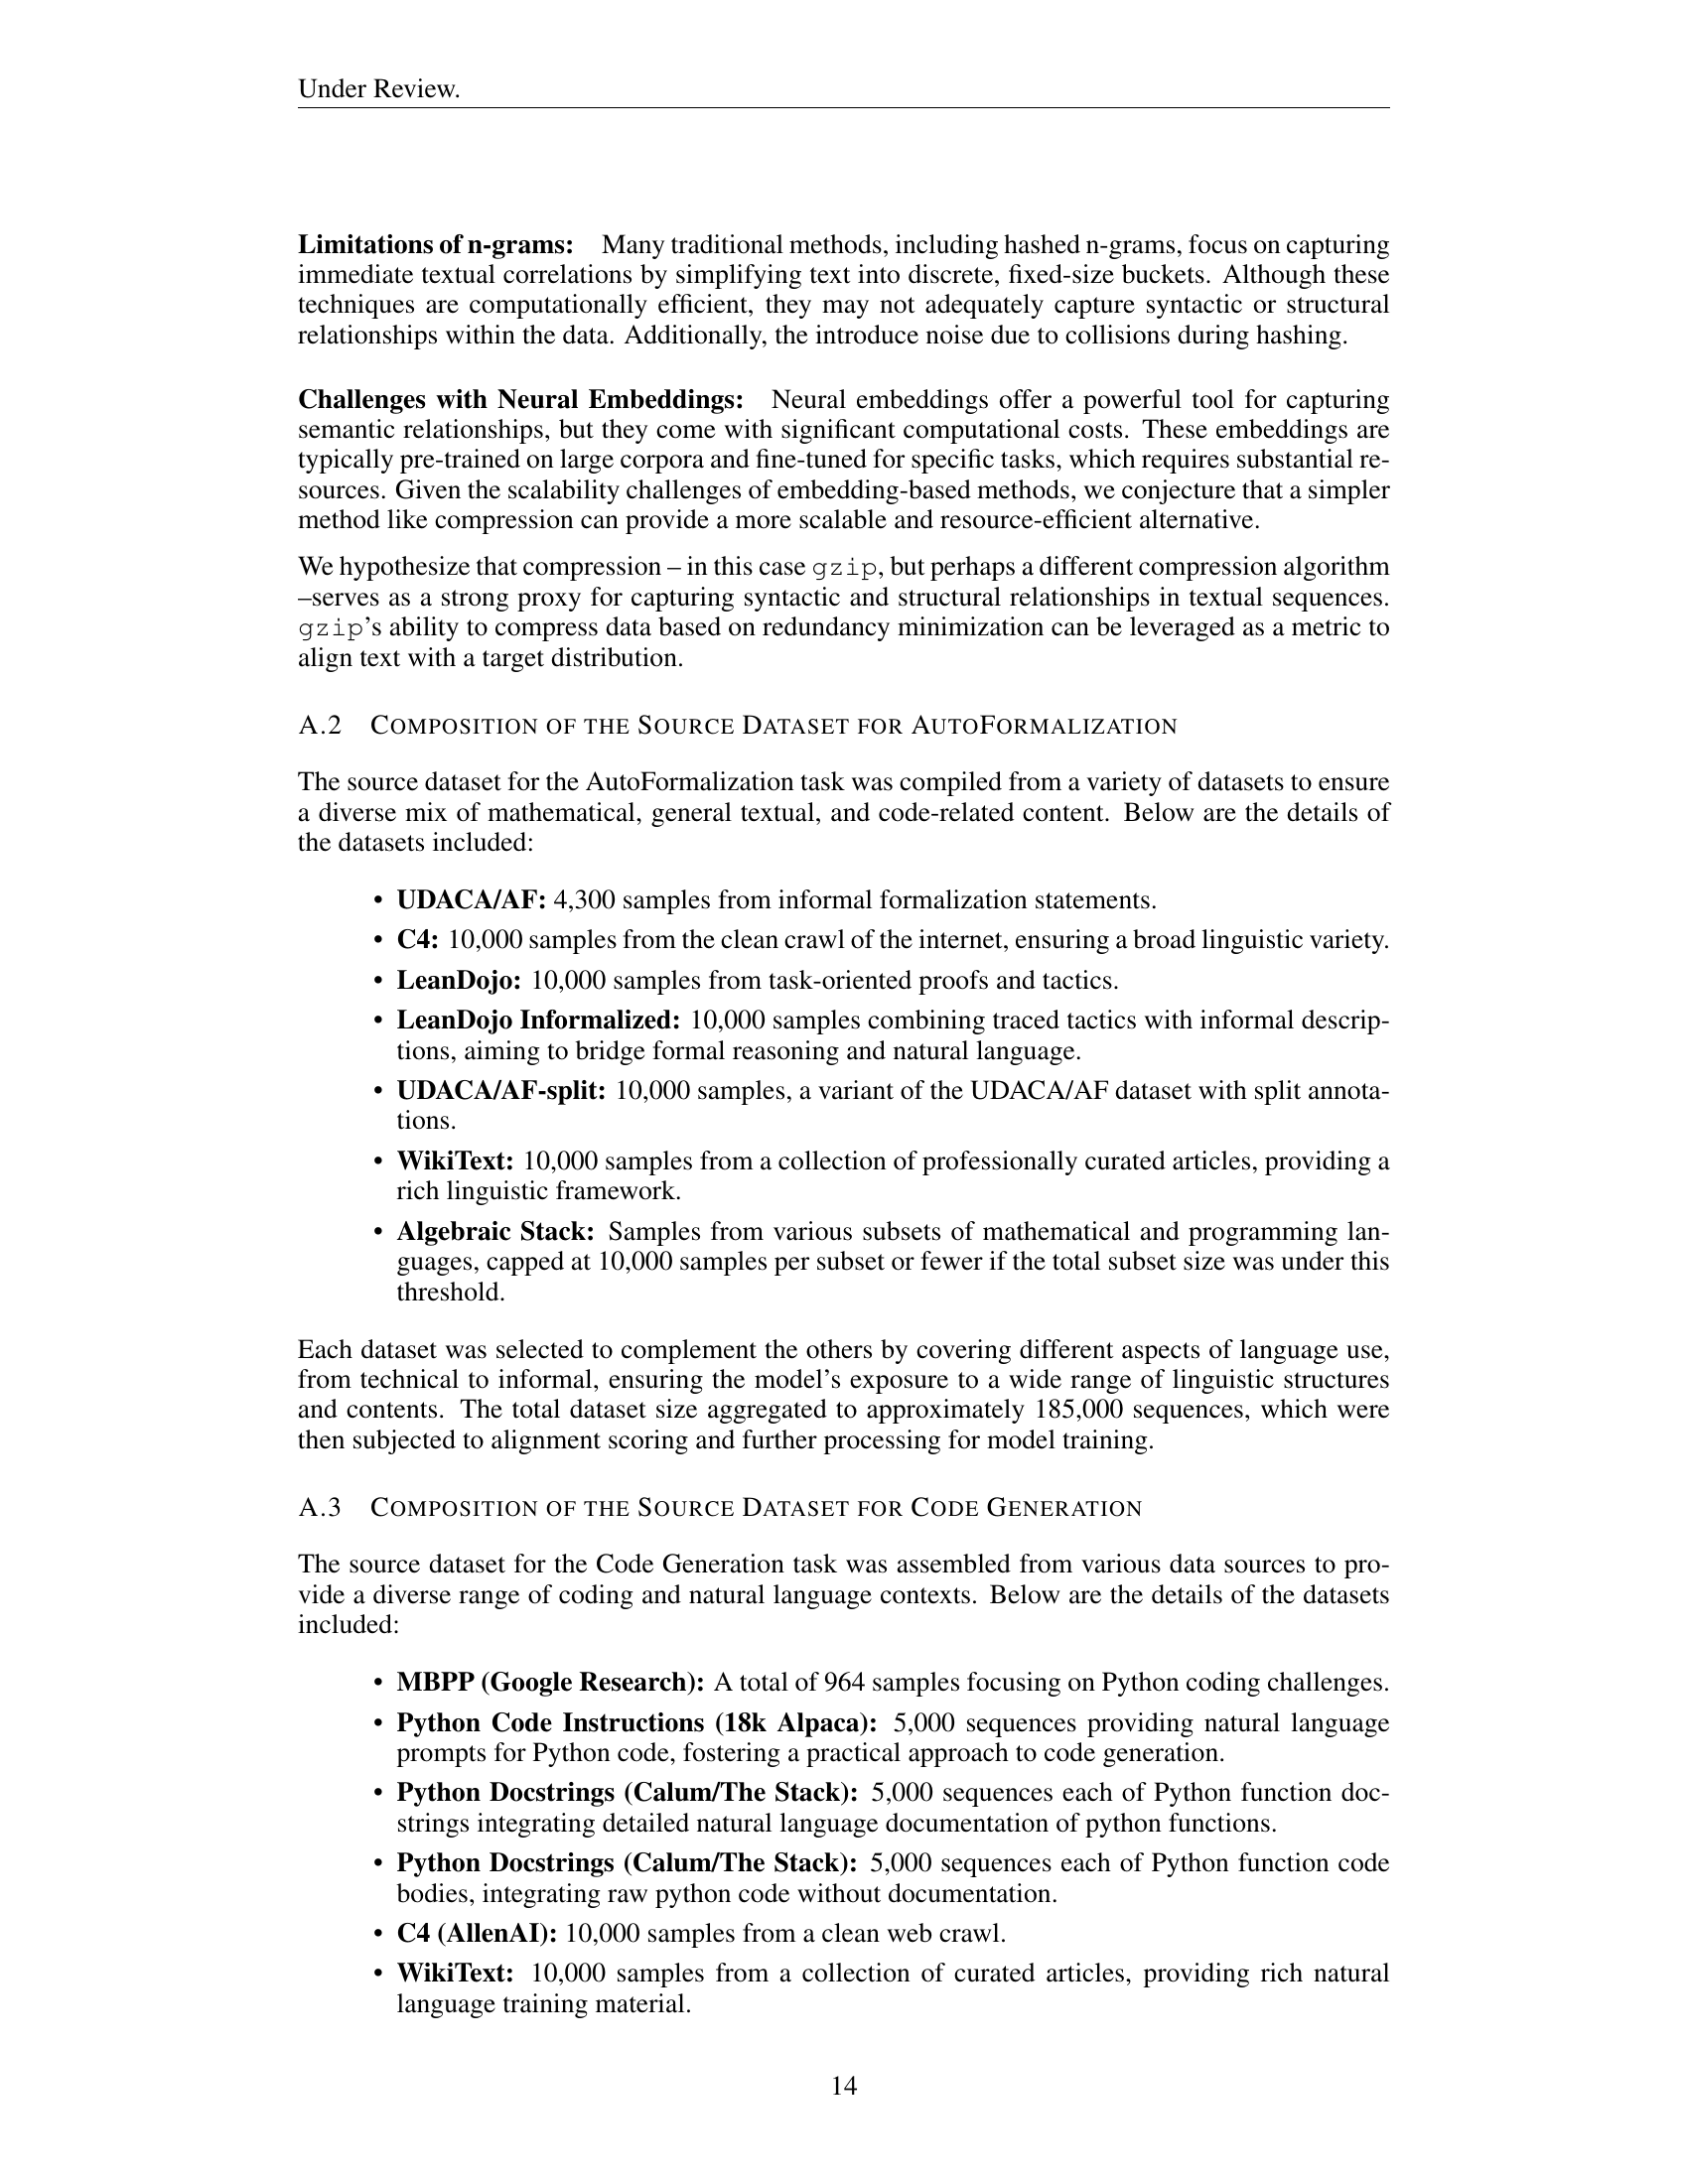 Under Review.
Limitations of n-grams: Many traditional methods, including hashed n-grams, focus on capturing
immediate textual correlations by simplifying text into discrete, fixed-size buckets. Although these
techniques are computationally efficient, they may not adequately capture syntactic or structural
relationships within the data. Additionally, the introduce noise due to collisions during hashing.
Challenges with Neural Embeddings: Neural embeddings offer a powerful tool for capturing
semantic relationships, but they come with significant computational costs. These embeddings are
typically pre-trained on large corpora and fine-tuned for specific tasks, which requires substantial re-
sources. Given the scalability challenges of embedding-based methods, we conjecture that a simpler
method like compression can provide a more scalable and resource-efficient alternative.
We hypothesize that compression – in this case gzip, but perhaps a different compression algorithm
–serves as a strong proxy for capturing syntactic and structural relationships in textual sequences.
gzip's ability to compress data based on redundancy minimization can be leveraged as a metric to
align text with a target distribution.
A.2 COMPOSITION OF THE SOURCE DATASET FOR AUTOFORMALIZATION
The source dataset for the AutoFormalization task was compiled from a variety of datasets to ensure
a diverse mix of mathematical, general textual, and code-related content. Below are the details of
the datasets included:
• UDACA/AF: 4,300 samples from informal formalization statements.
• C4: 10,000 samples from the clean crawl of the internet, ensuring a broad linguistic variety.
• LeanDojo: 10,000 samples from task-oriented proofs and tactics.
• LeanDojo Informalized: 10,000 samples combining traced tactics with informal descrip-
tions, aiming to bridge formal reasoning and natural language.
• UDACA/AF-split: 10,000 samples, a variant of the UDACA/AF dataset with split annota-
tions.
• WikiText: 10,000 samples from a collection of professionally curated articles, providing a
rich linguistic framework.
• Algebraic Stack: Samples from various subsets of mathematical and programming lan-
guages, capped at 10,000 samples per subset or fewer if the total subset size was under this
threshold.
Each dataset was selected to complement the others by covering different aspects of language use,
from technical to informal, ensuring the model's exposure to a wide range of linguistic structures
and contents. The total dataset size aggregated to approximately 185,000 sequences, which were
then subjected to alignment scoring and further processing for model training.
A.3 COMPOSITION OF THE SOURCE DATASET FOR CODE GENERATION
The source dataset for the Code Generation task was assembled from various data sources to pro-
vide a diverse range of coding and natural language contexts. Below are the details of the datasets
included:
• MBPP (Google Research): A total of 964 samples focusing on Python coding challenges.
• Python Code Instructions (18k Alpaca): 5,000 sequences providing natural language
prompts for Python code, fostering a practical approach to code generation.
• Python Docstrings (Calum/The Stack): 5,000 sequences each of Python function doc-
strings integrating detailed natural language documentation of python functions.
• Python Docstrings (Calum/The Stack): 5,000 sequences each of Python function code
bodies, integrating raw python code without documentation.
• C4 (AllenAI): 10,000 samples from a clean web crawl.
• WikiText: 10,000 samples from a collection of curated articles, providing rich natural
language training material.
14